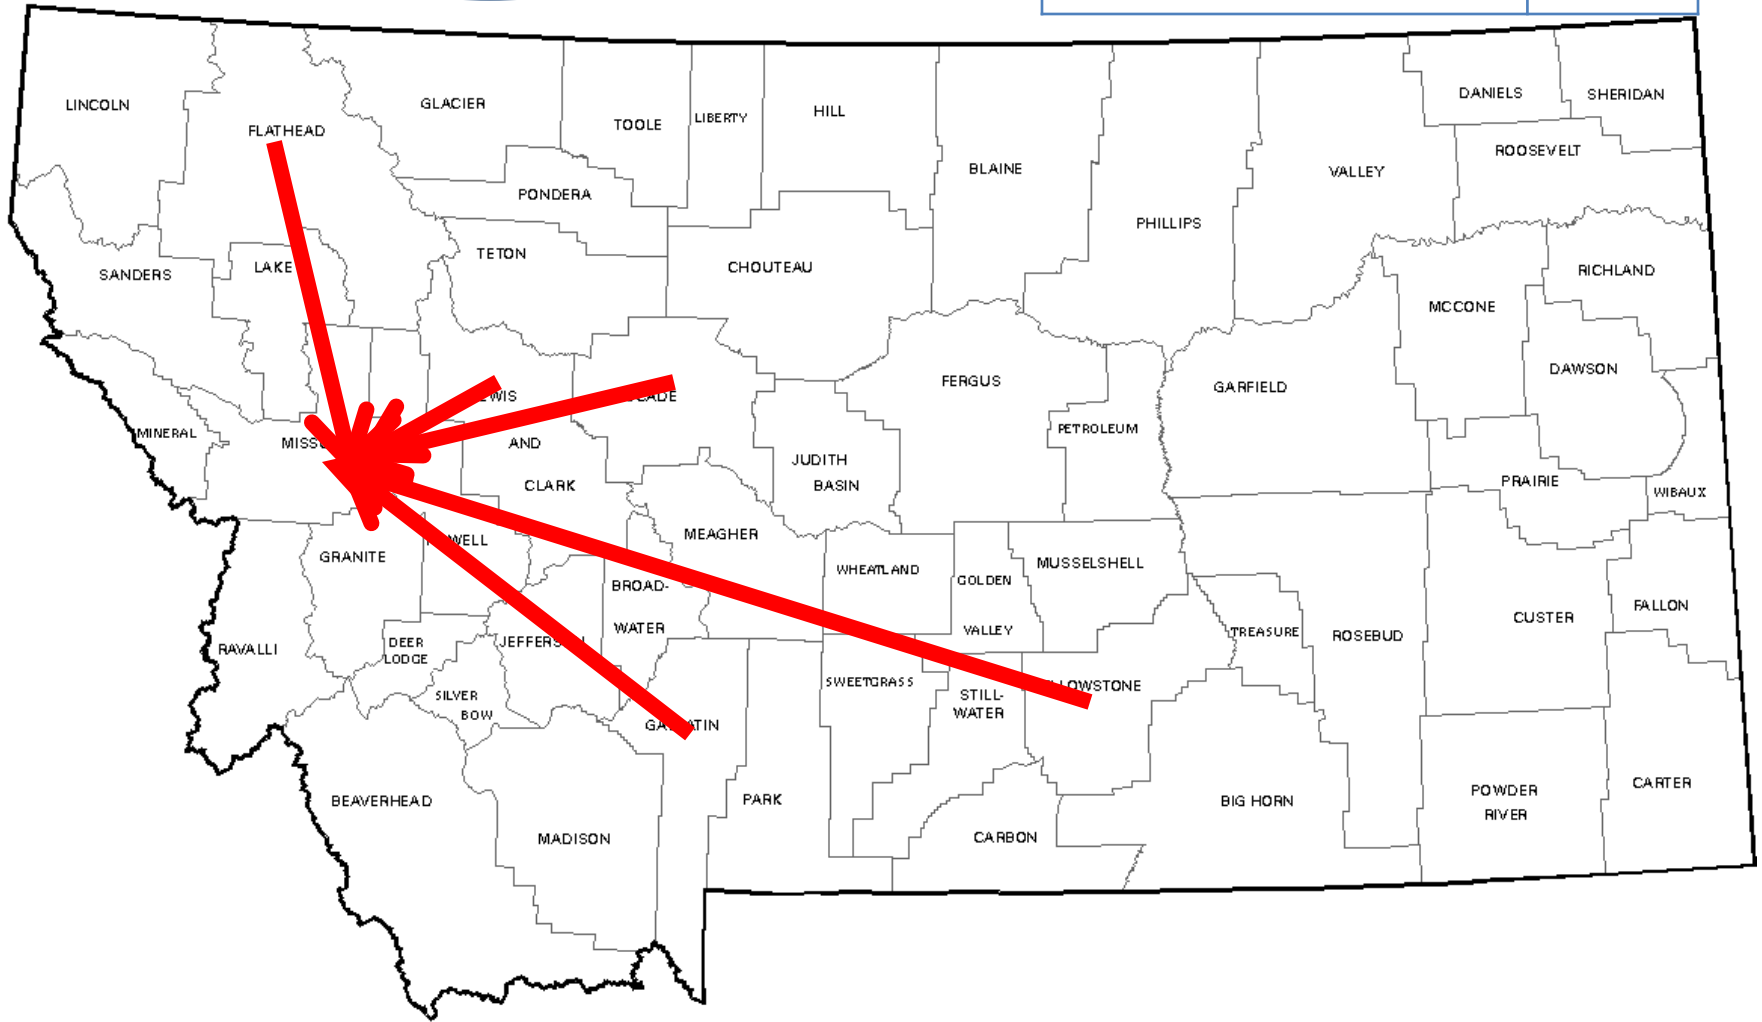 LINCOLN
FLATHEAD
GLACIER
TOOLE
LIBERTY
HILL
BLAINE
PHILLIPS
VALLEY
DANIELS
SHERIDAN
ROOSEVELT
PONDERA
TETON
CHOUTEAU
SANDERS
LAKE
RICHLAND
MCCONE
DAWSON
GARFIELD
FERGUS
PETROLEUM
MINERAL
AND
CLARK
JUDITH
BASIN
PRAIRIE
WIBAUX
MEAGHER
GRANITE
WHEATLAND
GOLDEN
VALLEY
MUSSELSHELL
BROAD-
WATER
TREASURE
ROSEBUD
CUSTER
FALLON
RAVALLI
DEER
LODGE
SILVER
BOW
SWEETGRASS
STILL-
WATER
BEAVERHEAD
MADISON
PARK
CARBON
BIG HORN
POWDER
RIVER
CARTER